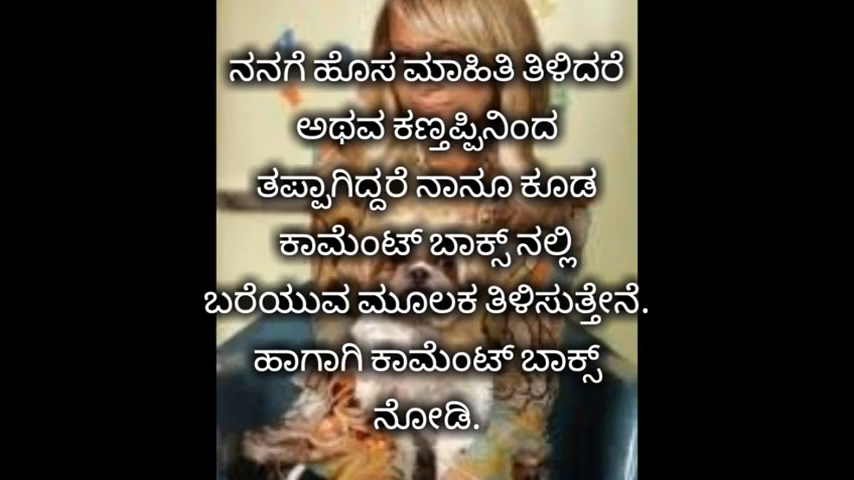 ನನಗೆ ಹೊಸ ಮಾಹಿತಿ ತಿಳಿದರೆ
ಅಥವ ಕಣ್ತಪ್ಪಿನಿಂದ
ತಪ್ಪಾಗಿದ್ದರೆ ನಾನೂ ಕೂಡ
ಕಾಮೆಂಟ್ ಬಾಕ್ಸ್ ನಲ್ಲಿ
ಬರೆಯುವ ಮೂಲಕ ತಿಳಿಸುತ್ತೇನೆ.
ಹಾಗಾಗಿ ಕಾಮೆಂಟ್ ಬಾಕ್ಸ್
ನೋಡಿ.